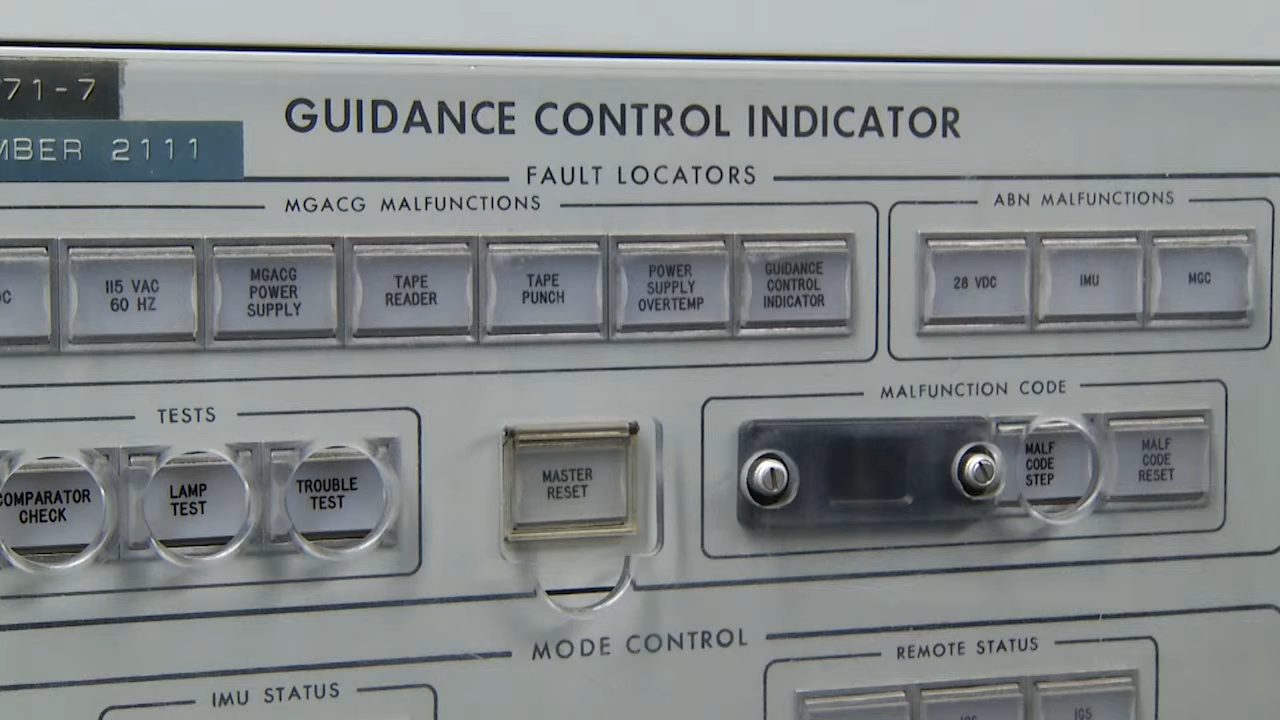 71-7
MBER 2111
GUIDANCE CONTROL INDICATOR
FAULT LOCATORS
MGACG MALFUNCTIONS
ABN MALFUNCTIONS
115 VAC
60 HZ
MGACG
POWER
SUPPLY
TAPE
READER
TAPE
PUNCH
POWER
SUPPLY
OVERTEMP
GUIDANCE
CONTROL
INDICATOR
28 VDC
IMU
MGC
TESTS
MALFUNCTION CODE
COMPARATOR
CHECK
LAMP
TEST
TROUBLE
TEST
MASTER
RESET
MALF
CODE
STEP
MALF
CODE
RESET
MODE CONTROL
IMU STATUS
REMOTE STATUS